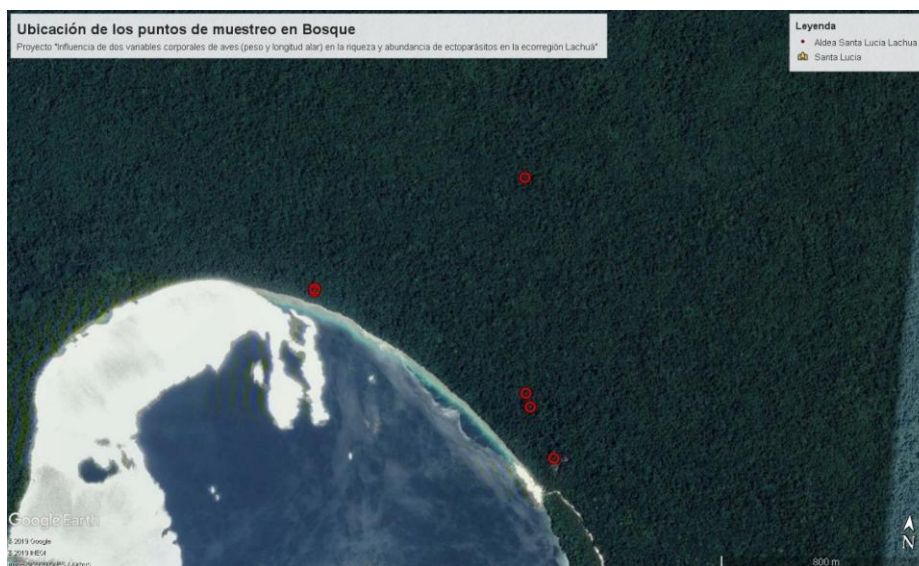 Ubicación de los puntos de muestreo en Bosque
Proyecto "Influencia de dos variables corporales de aves (peso y longitud alar) en la riqueza y abundancia de ectoparásitos en la ecorregión Lachuá"
Leyenda
Aldea Santa Lucia Lachua
Santa Lucia
Google Earth
© 2019 Google
© 2019 INEGI
800 m
N